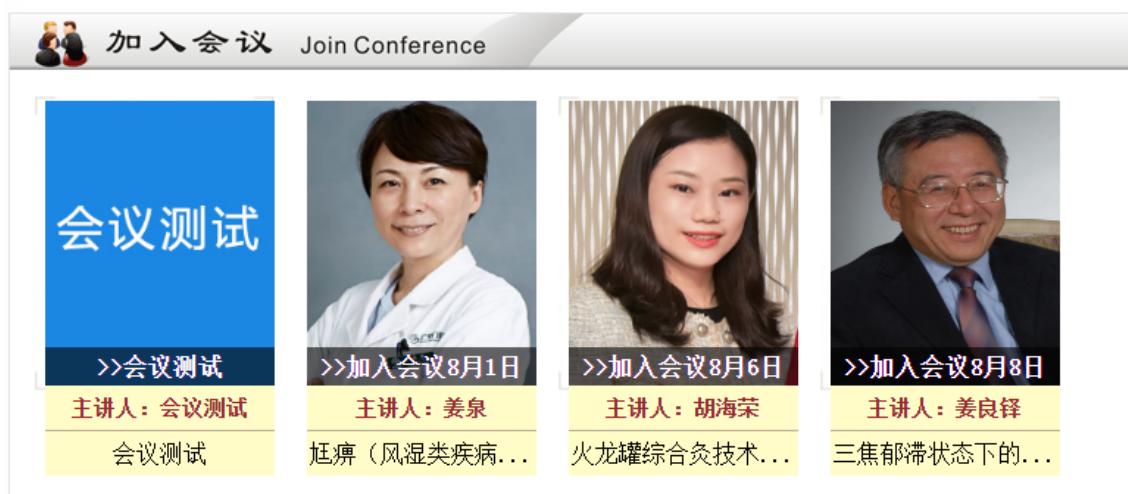 加入会议 Join Conference
会议测试
>>会议测试
主讲人：会议测试
会议测试
>>加入会议8月1日
主讲人：姜泉
尪痹（风湿类疾病...
>>加入会议8月6日
主讲人：胡海荣
火龙罐综合灸技术...
>>加入会议8月8日
主讲人：姜良铎
三焦郁滞状态下的...